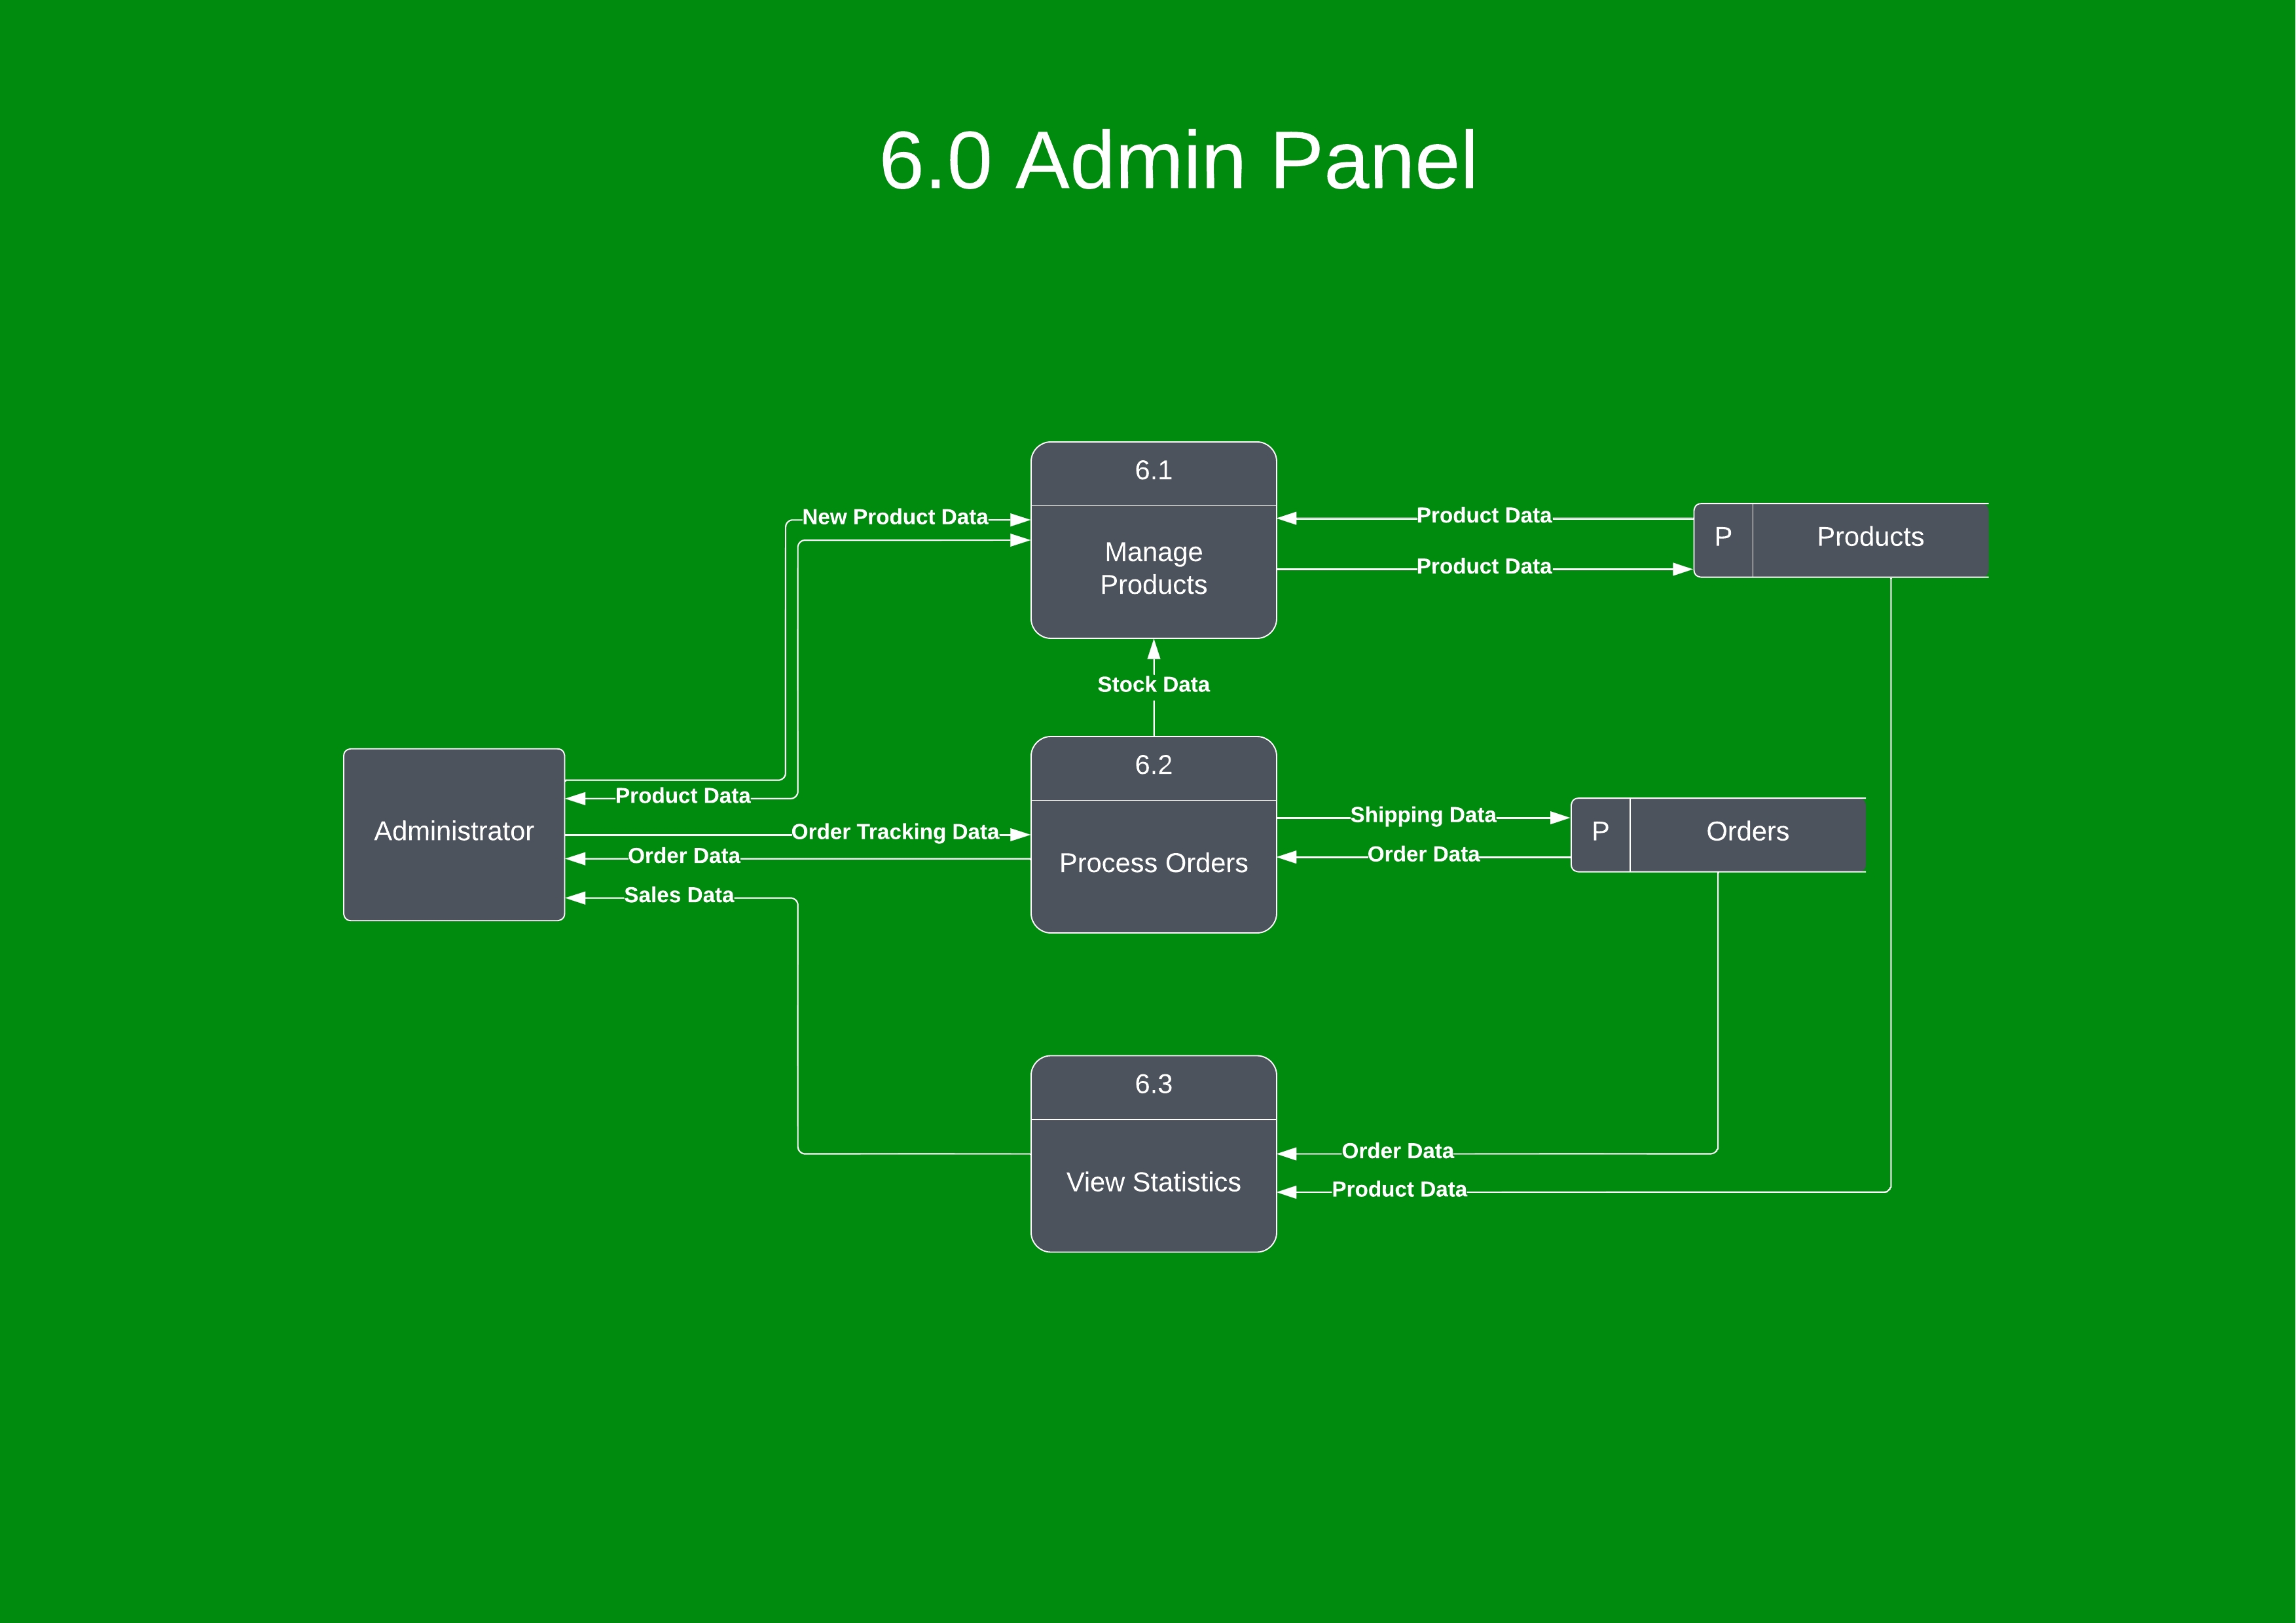 6.0 Admin Panel
6.1
Manage
Products
New Product Data
Product Data
P
Products
Product Data
Stock Data
6.2
Process Orders
Administrator
Product Data
Order Tracking Data
Order Data
Sales Data
Shipping Data
Order Data
P
Orders
6.3
View Statistics
Order Data
Product Data